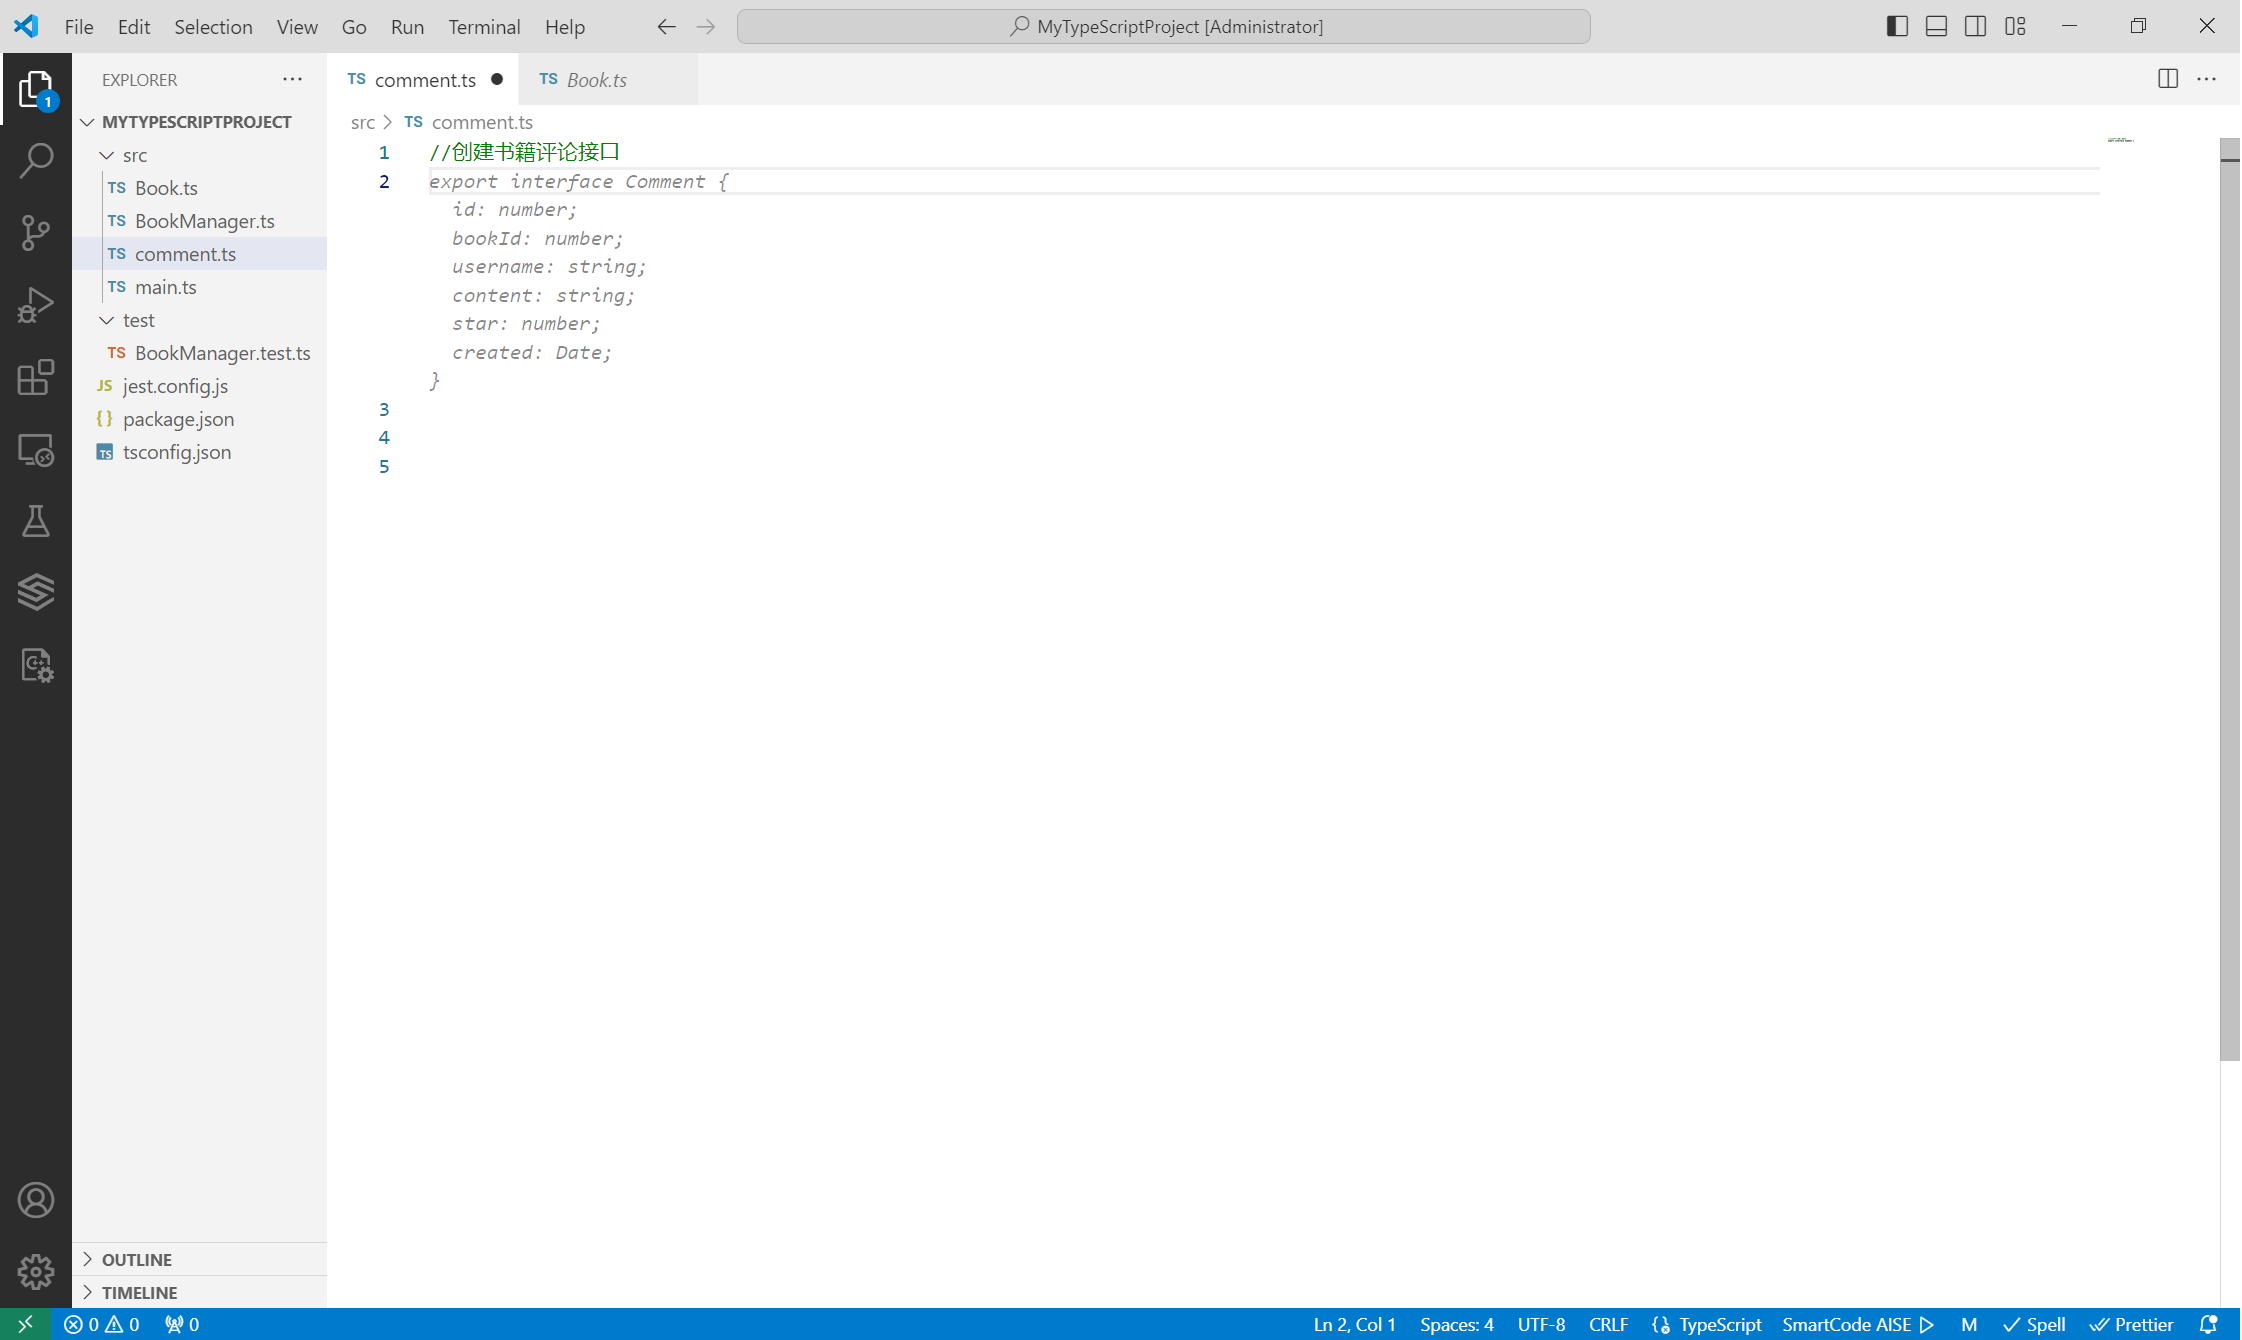 File Edit Selection View Go Run Terminal Help MyTypeScriptProject [Administrator]
EXPLORER
1
MYTYPESCRIPTPROJECT
src
TS Book.ts
TS BookManager.ts
TS comment.ts
TS main.ts
test
TS BookManager.test.ts
JS jest.config.js
{} package.json
TS tsconfig.json
OUTLINE
TIMELINE
TS comment.ts TS Book.ts
src TS comment.ts
1 //创建书籍评论接口
2 export interface Comment {
id: number;
bookId: number;
username: string;
content: string;
star: number;
created: Date;
}
3
4
5
0 0 0 Ln 2, Col 1 Spaces: 4 UTF-8 CRLF {} TypeScript SmartCode AISE M Spell Prettier